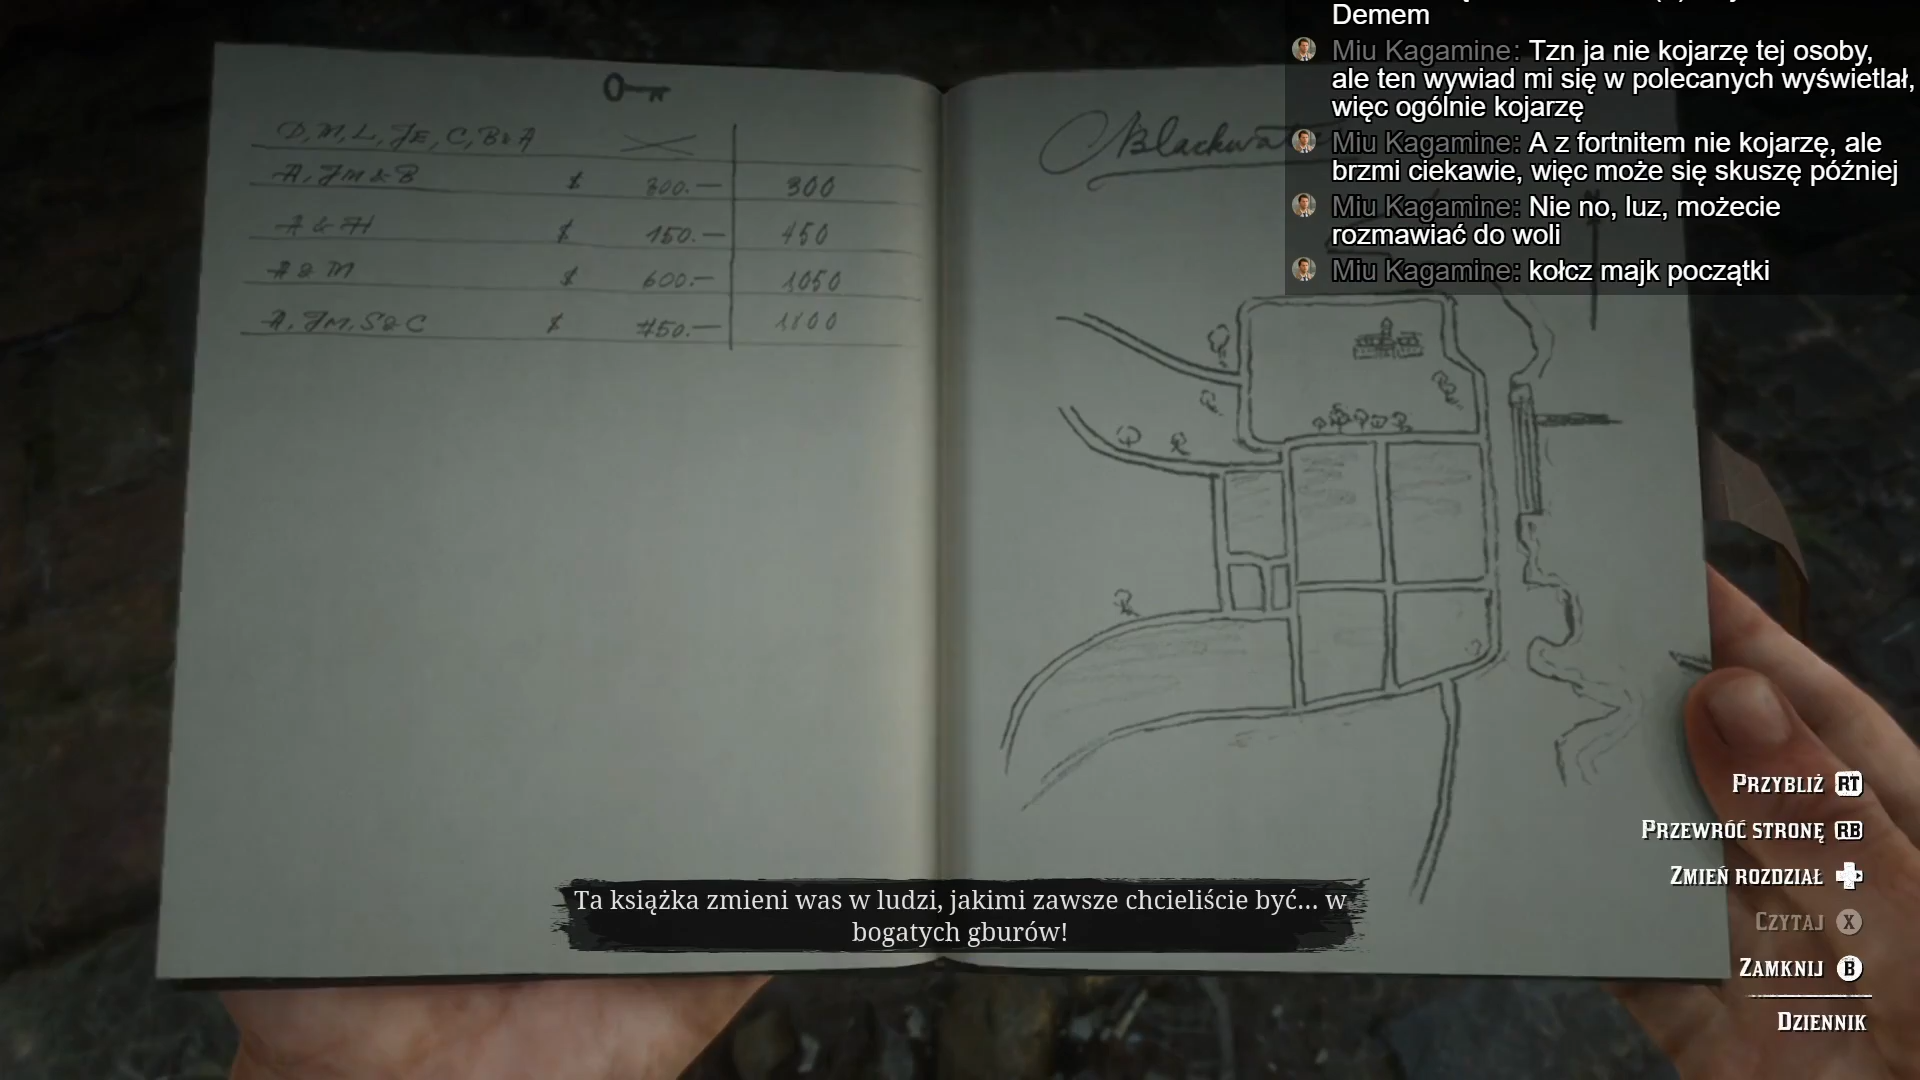 D, M, L, JE, C, B & A
A, JM & B $ 300.— 300
A & H $ 150.— 450
A & M $ 600.— 1050
A, JM, S & C $ 750.— 1800
Demem
Miu Kagamine: Tzn ja nie kojarzę tej osoby,
ale ten wywiad mi się w polecanych wyświetlał,
więc ogólnie kojarzę
Miu Kagamine: A z fortnitem nie kojarzę, ale
brzmi ciekawie, więc może się skuszę później
Miu Kagamine: Nie no, luz, możecie
rozmawiać do woli
Miu Kagamine: kołcz majk początki
Ta książka zmieni was w ludzi, jakimi zawsze chcieliście być... w
bogatych gburów!
Przybliż RT
Przewróć stronę RB
Zmień rozdział
Czytaj X
Zamknij B
Dziennik